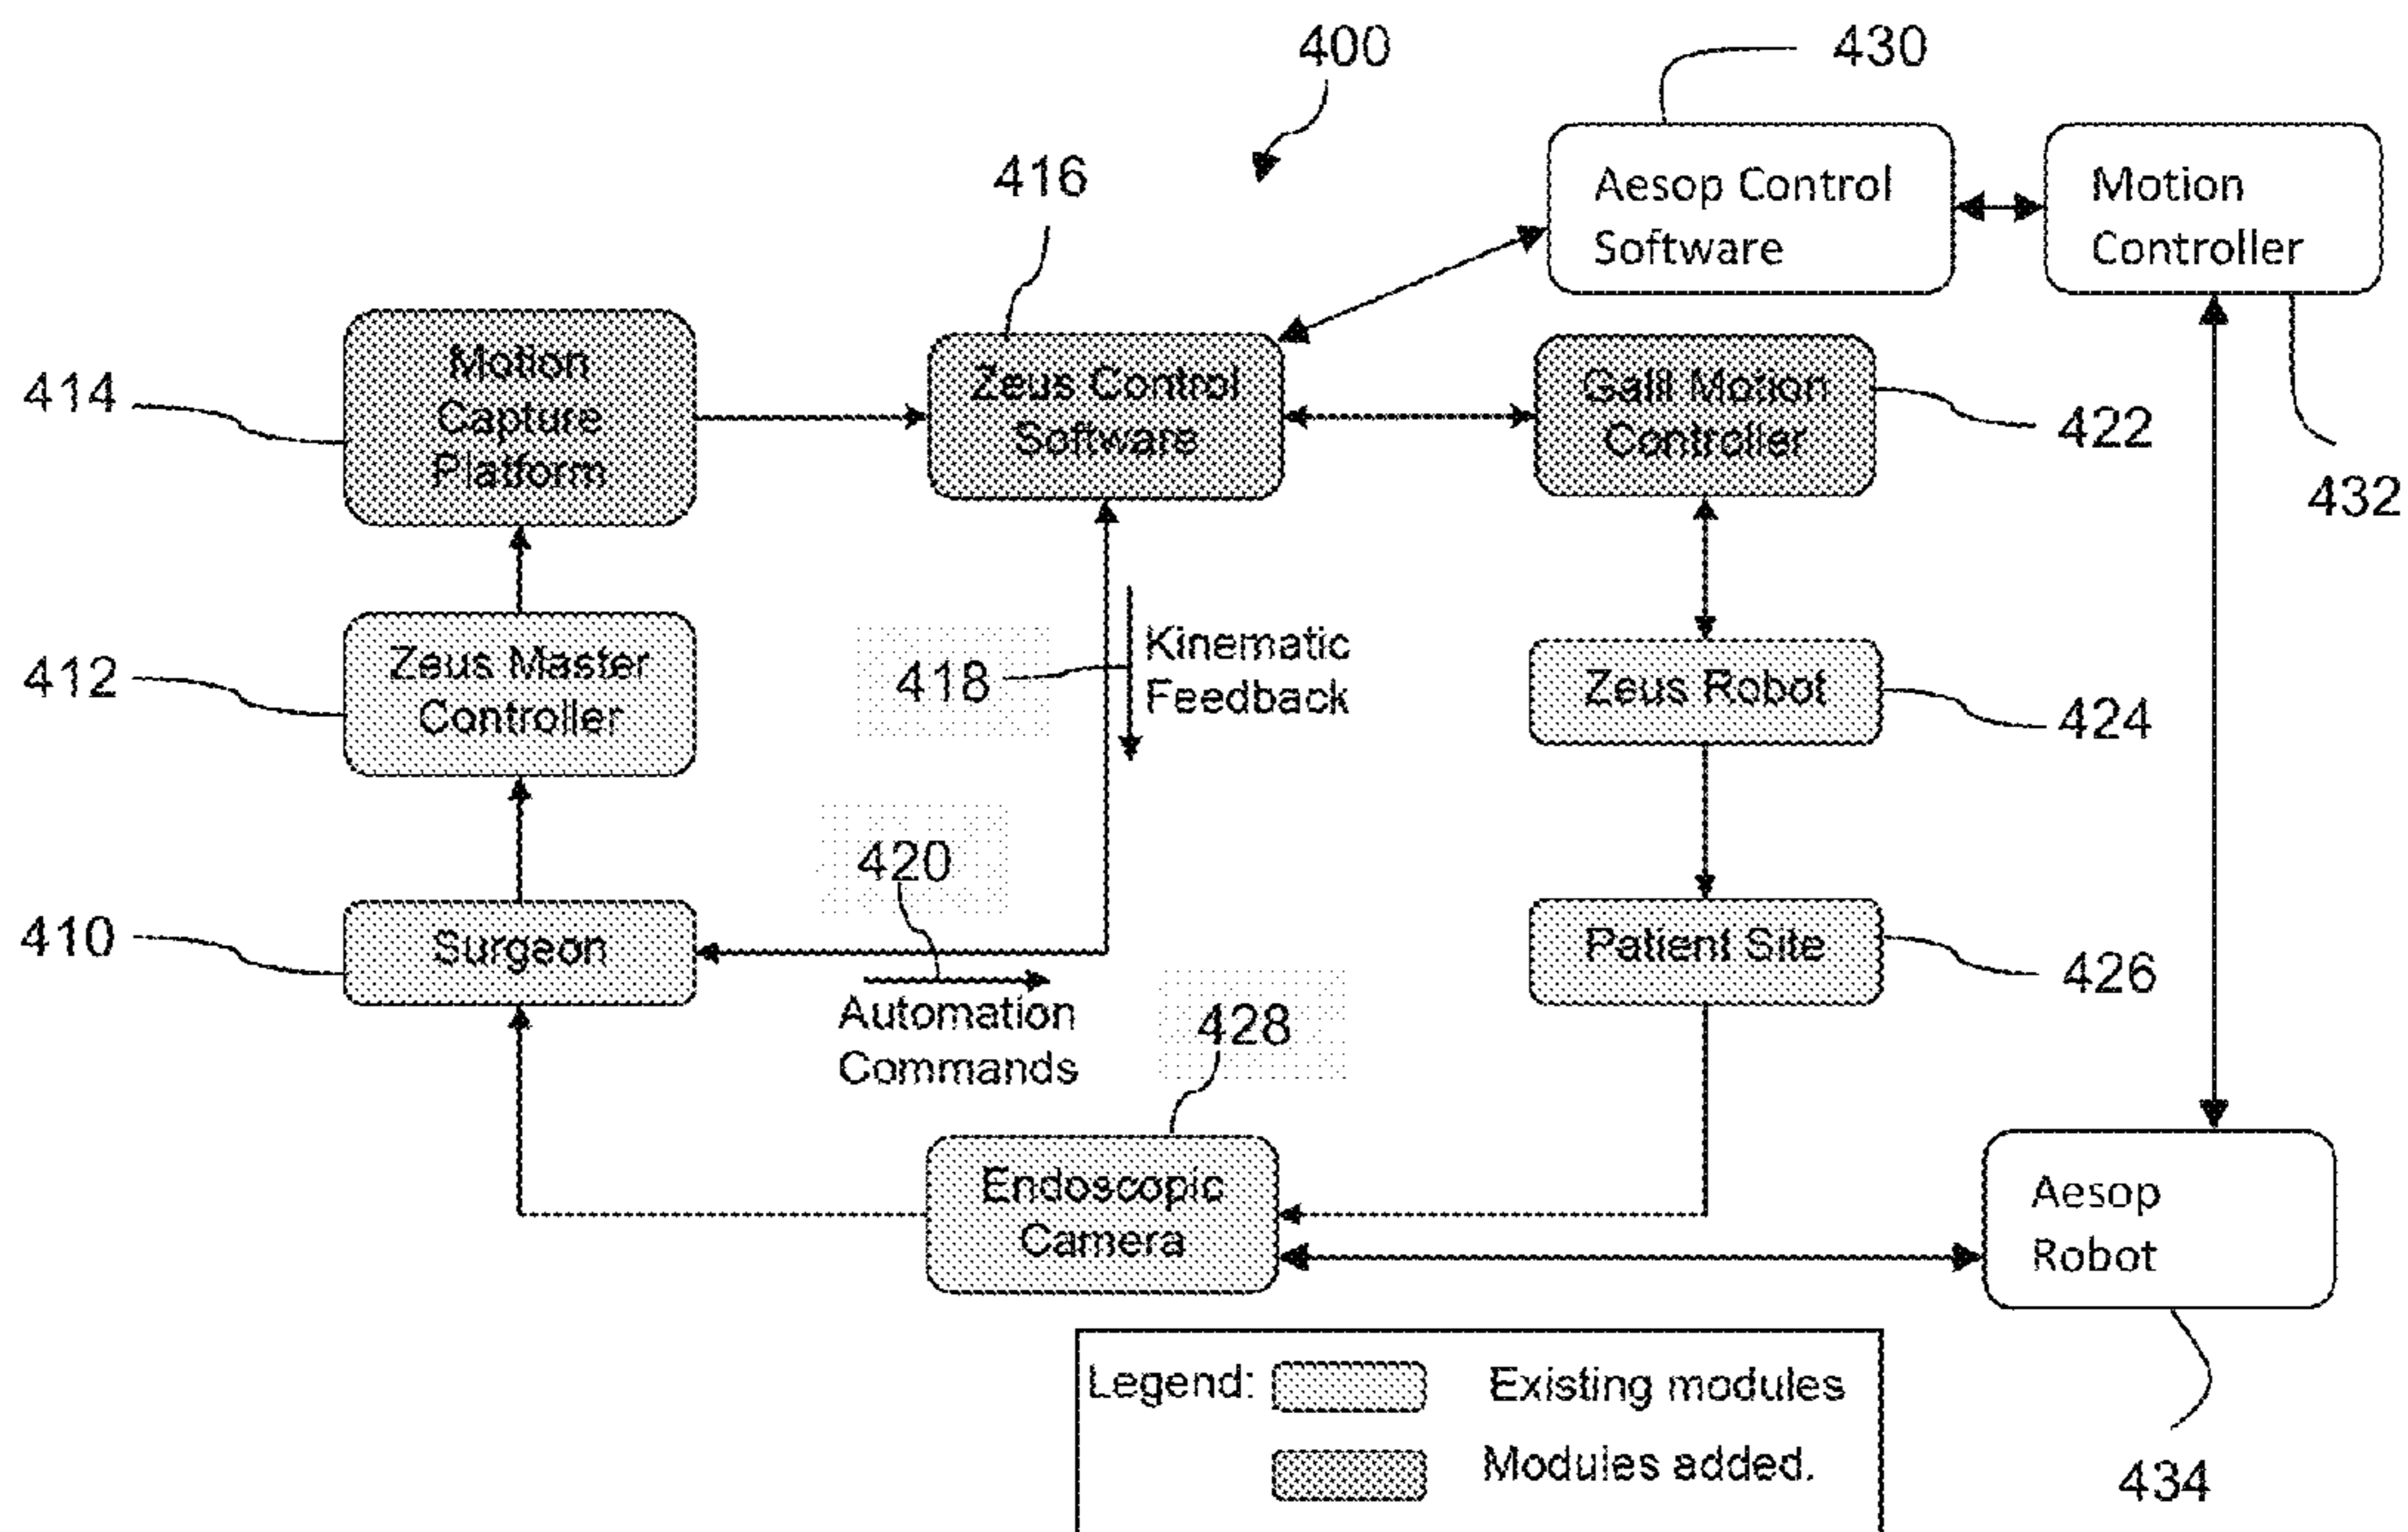 400
430
416
Aesop Control
Software
Motion
Controller
414
Motion
Capture
Platform
Zeus Control
Software
Galil Motion
Controller
422
432
412
Zeus Master
Controller
418
Kinematic
Feedback
Zeus Robot
424
420
410
Surgeon
Patient Site
426
Automation
Commands
428
Endoscopic
Camera
Aesop
Robot
Legend:
Existing modules
Modules added.
434